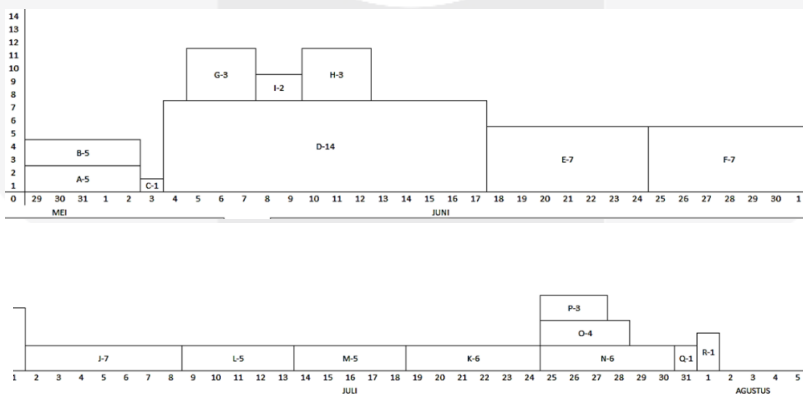 14
13
12
11
10
9
8
7
6
5
4
3
2
1
G-3
H-3
I-2
D-14
B-5
A-5
C-1
E-7
F-7
0 29 30 31 1 2 3 4 5 6 7 8 9 10 11 12 13 14 15 16 17 18 19 20 21 22 23 24 25 26 27 28 29 30 1
MEI JUNI
P-3
O-4
R-1
J-7 L-5 M-5 K-6 N-6 Q-1
1 2 3 4 5 6 7 8 9 10 11 12 13 14 15 16 17 18 19 20 21 22 23 24 25 26 27 28 29 30 31 1 2 3 4 5
JULI AGUSTUS